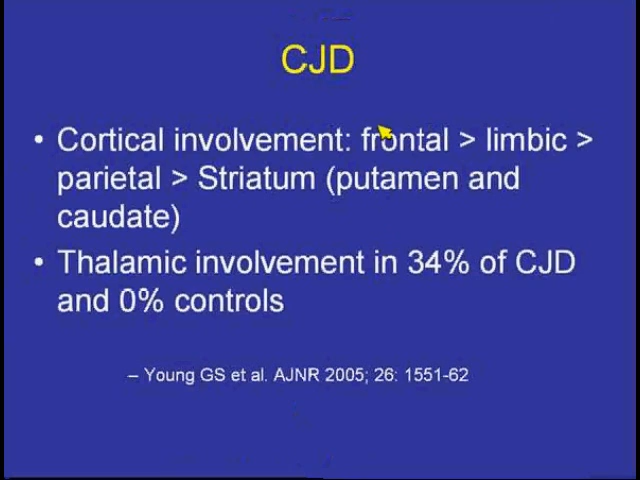 CJD
• Cortical involvement: frontal > limbic >
parietal > Striatum (putamen and
caudate)
• Thalamic involvement in 34% of CJD
and 0% controls
– Young GS et al. AJNR 2005; 26: 1551-62